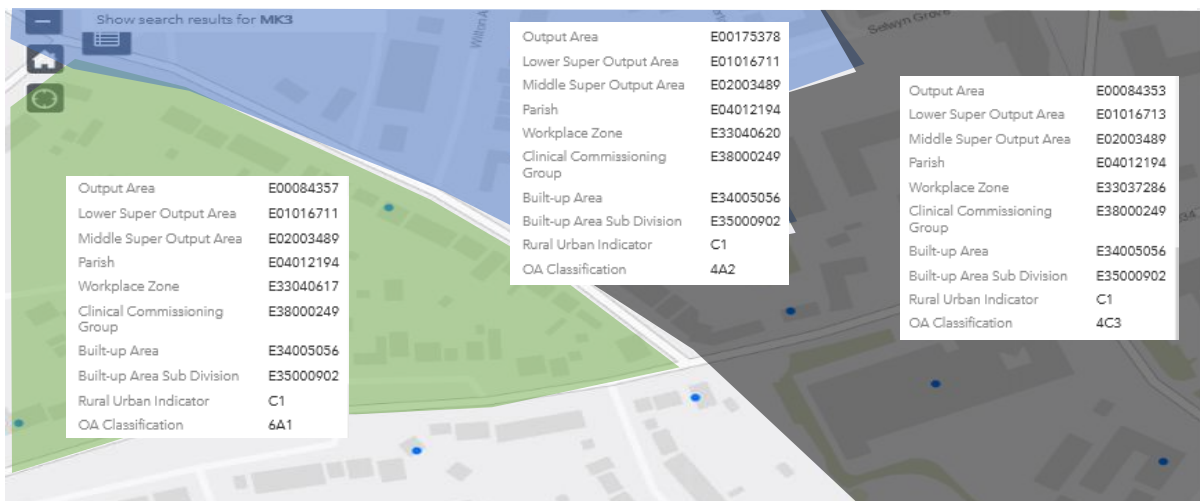 Show search results for MK3
Wilton A
Selwyn Grove
Output Area E00175378
Lower Super Output Area E01016711
Middle Super Output Area E02003489
Parish E04012194
Workplace Zone E33040620
Clinical Commissioning E38000249
Group
Built-up Area E34005056
Built-up Area Sub Division E35000902
Rural Urban Indicator C1
OA Classification 4A2
Output Area E00084353
Lower Super Output Area E01016713
Middle Super Output Area E02003489
Parish E04012194
Workplace Zone E33037286
Clinical Commissioning E38000249
Group
Built-up Area E34005056
Built-up Area Sub Division E35000902
Rural Urban Indicator C1
OA Classification 4C3
Output Area E00084357
Lower Super Output Area E01016711
Middle Super Output Area E02003489
Parish E04012194
Workplace Zone E33040617
Clinical Commissioning E38000249
Group
Built-up Area E34005056
Built-up Area Sub Division E35000902
Rural Urban Indicator C1
OA Classification 6A1